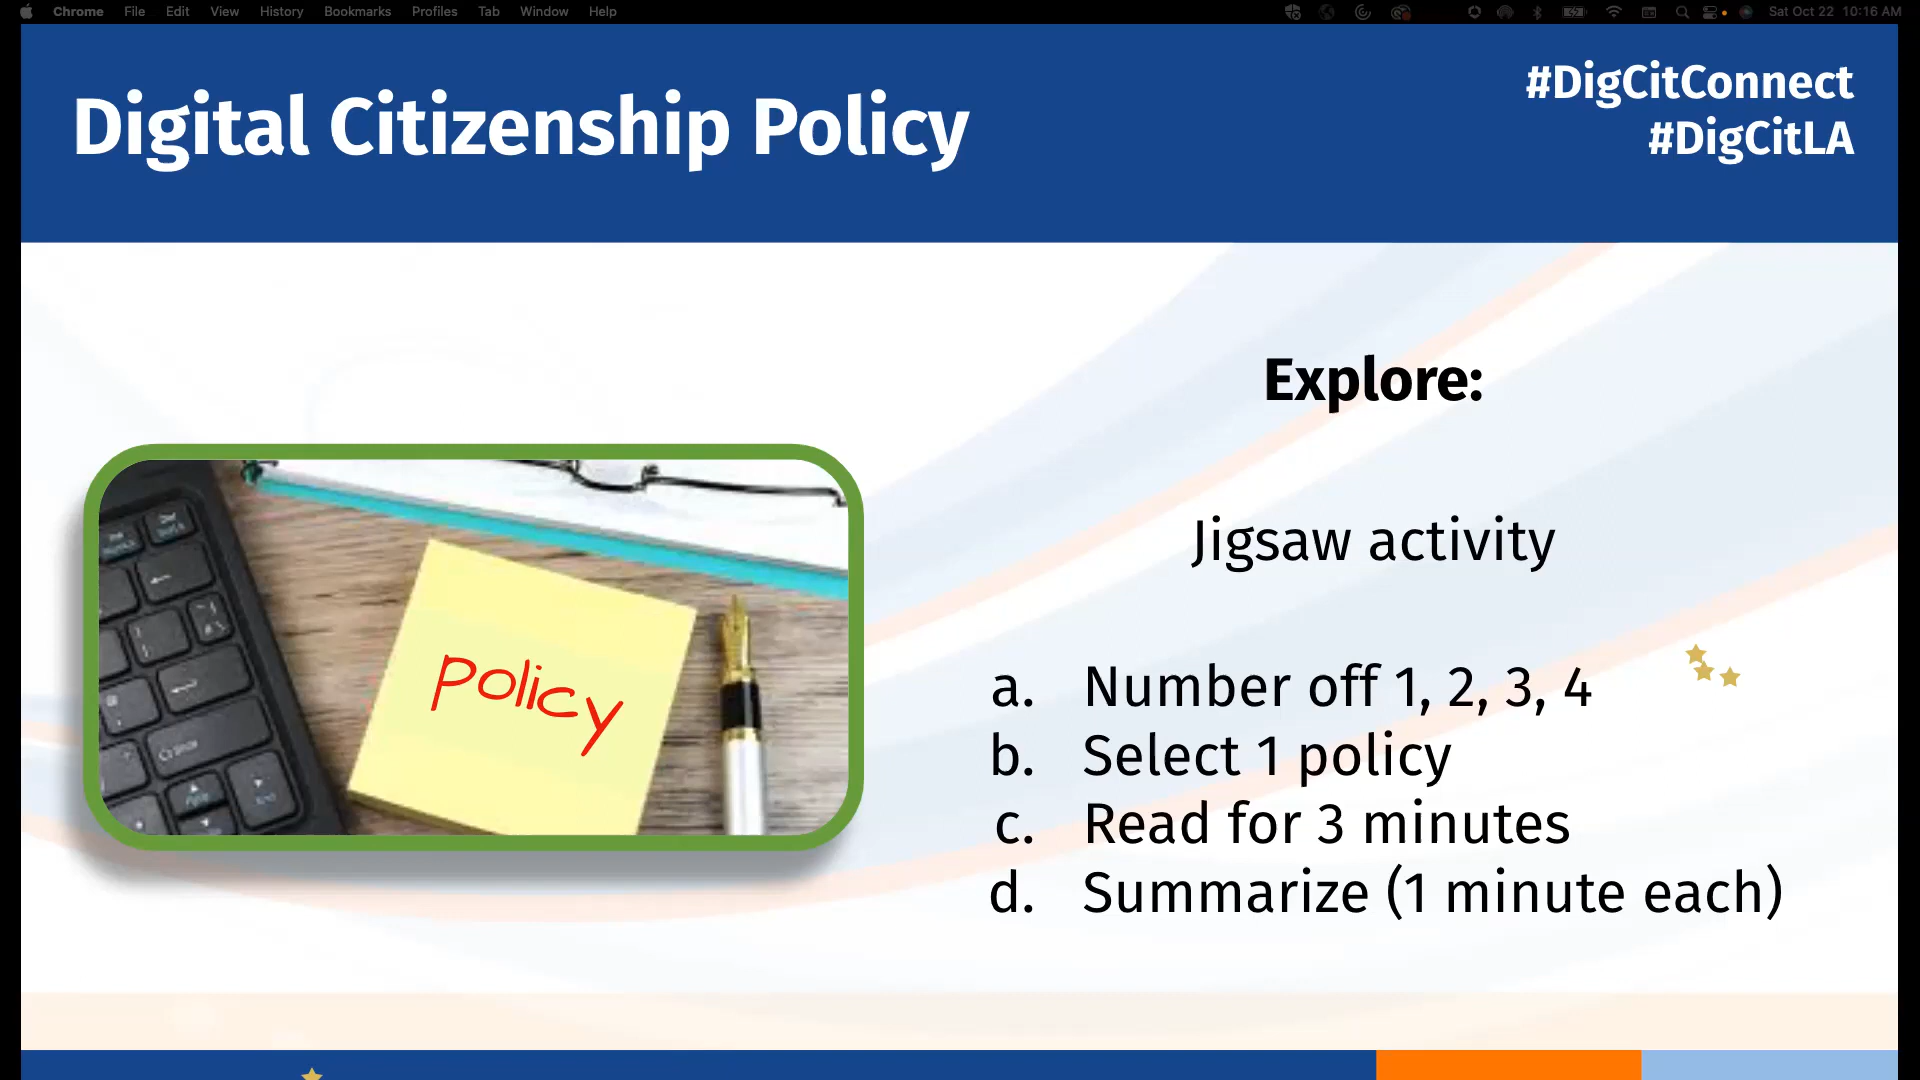 Chrome File Edit View History Bookmarks Profiles Tab Window Help Sat Oct 22 10:16 AM
Digital Citizenship Policy
#DigCitConnect
#DigCitLA
Explore:
Jigsaw activity
policy
a. Number off 1, 2, 3, 4
b. Select 1 policy
c. Read for 3 minutes
d. Summarize (1 minute each)